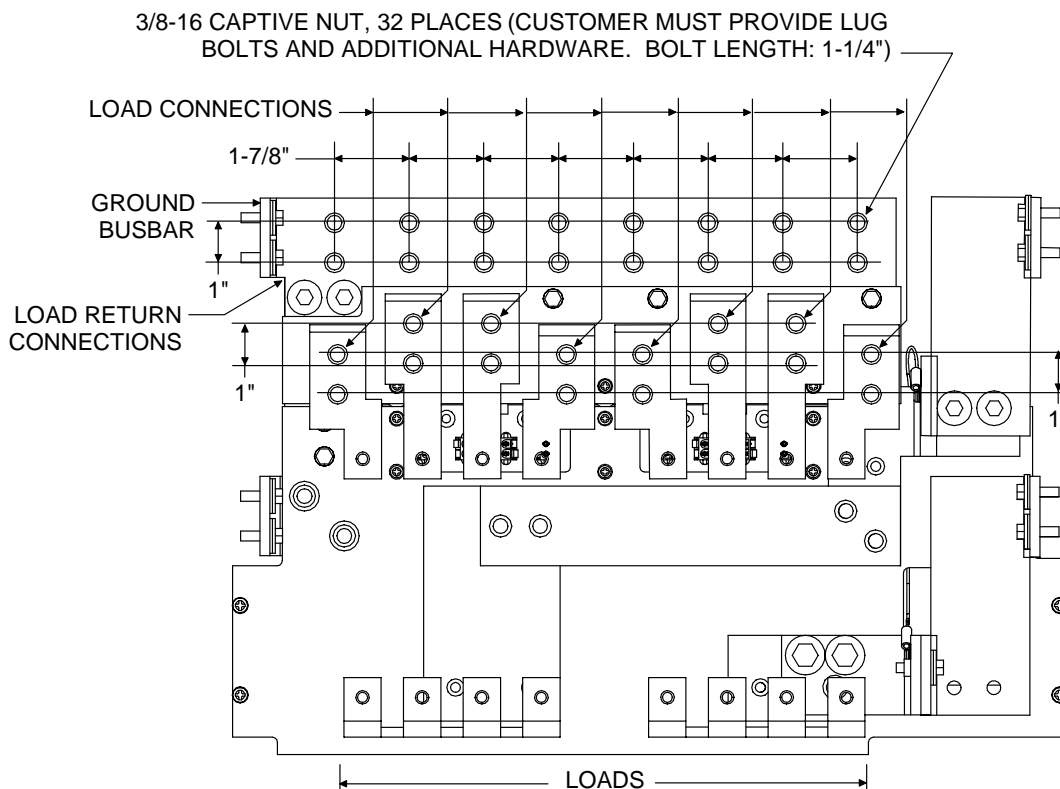 3/8-16 CAPTIVE NUT, 32 PLACES (CUSTOMER MUST PROVIDE LUG
BOLTS AND ADDITIONAL HARDWARE.  BOLT LENGTH: 1-1/4")
LOAD CONNECTIONS
1-7/8"
GROUND
BUSBAR
1"
LOAD RETURN
CONNECTIONS
1"
1
LOADS